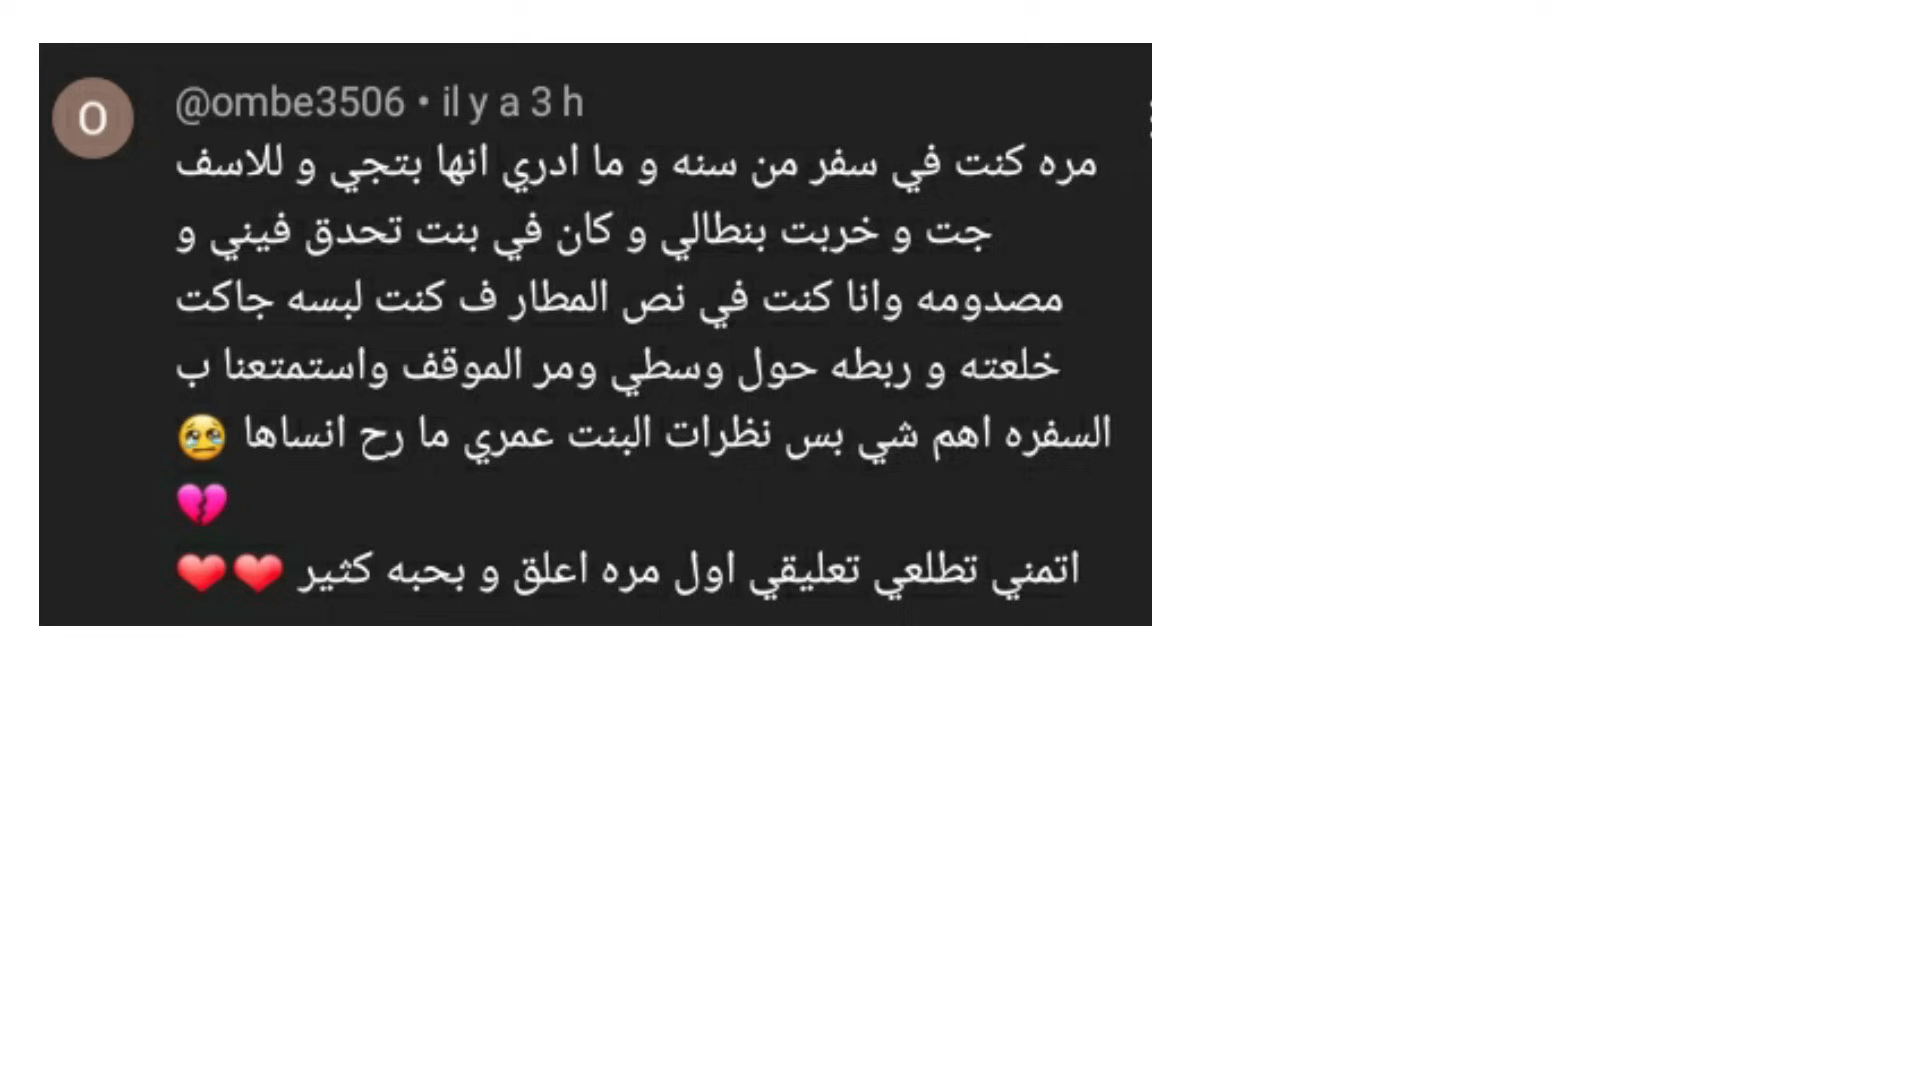 O
@ombe3506 • il y a 3 h
مره كنت في سفر من سنه و ما ادري انها بتجي و للاسف
جت و خربت بنطالي و كان في بنت تحدق فيني و
مصدومه وانا كنت في نص المطار ف كنت لبسه جاكت
خلعته و ربطه حول وسطي ومر الموقف واستمتعنا ب
السفره اهم شي بس نظرات البنت عمري ما رح انساها 😢
💔
اتمني تطلعي تعليقي اول مره اعلق و بحبه كثير ❤❤